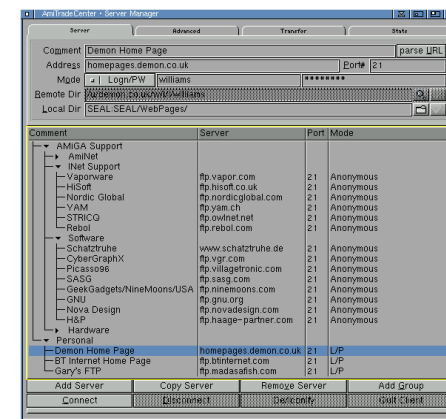 AmiTradeCenter • Server Manager
Server Advanced Transfer Stats
Comment Demon Home Page parse URL
Address homepages.demon.co.uk Port# 21
Mode Logn/PW williams ********
Remote Dir
Local Dir SEAL:SEAL/WebPages/
Comment Server Port Mode
AMiGA Support
AmiNet
INet Support
Vaporware ftp.vapor.com 21 Anonymous
HiSoft ftp.hisoft.co.uk 21 Anonymous
Nordic Global ftp.nordicglobal.com 21 Anonymous
YAM ftp.yam.ch 21 Anonymous
STRICQ ftp.owlnet.net 21 Anonymous
Rebol ftp.rebol.com 21 Anonymous
Software
Schatztruhe www.schatztruhe.de 21 Anonymous
CyberGraphX ftp.vgr.com 21 Anonymous
Picasso96 ftp.villagetronic.com 21 Anonymous
SASG ftp.sasg.com 21 Anonymous
GeekGadgets/NineMoons/USA ftp.ninemoons.com 21 Anonymous
GNU ftp.gnu.org 21 Anonymous
Nova Design ftp.novadesign.com 21 Anonymous
H&P ftp.haage-partner.com 21 Anonymous
Hardware
Personal
Demon Home Page homepages.demon.co.uk 21 L/P
BT Internet Home Page ftp.btinternet.com 21 L/P
Gary's FTP ftp.madasafish.com 21 L/P
Add Server Copy Server Remove Server Add Group
Connect Disconnect De/Iconify Quit Client